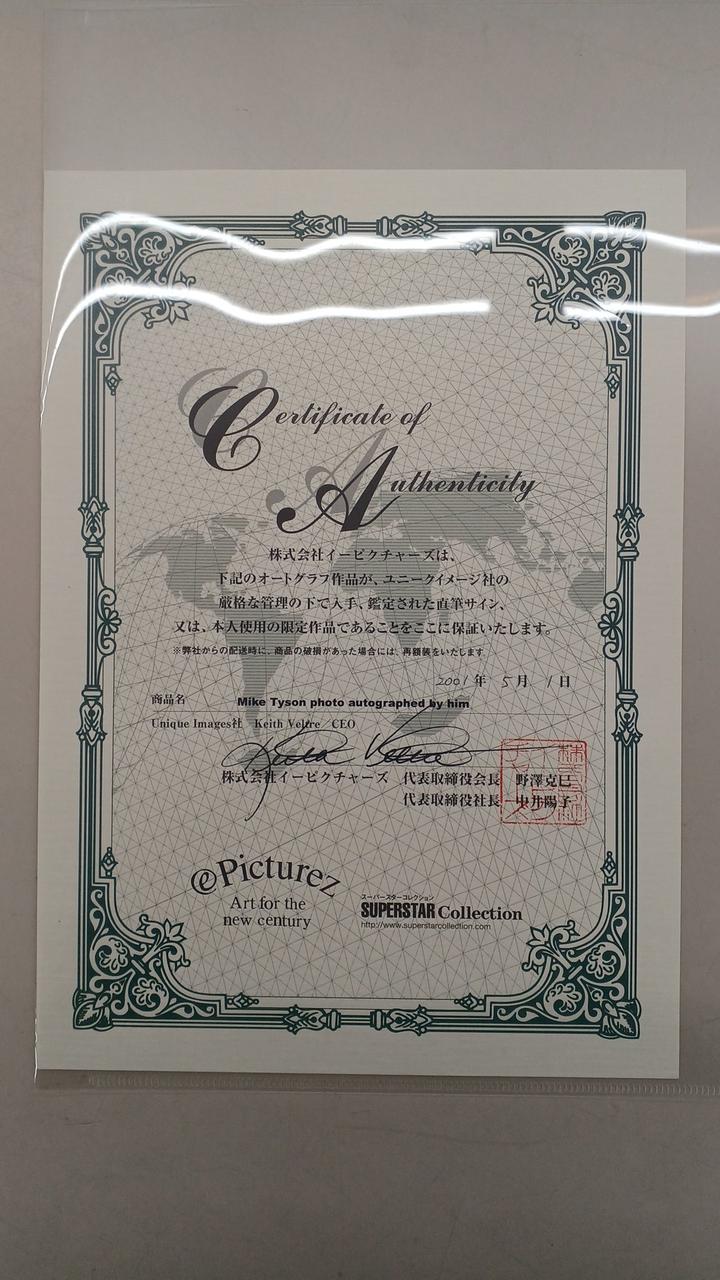 Certificate of
Authenticity
株式会社イーピクチャーズは、
下記のオートグラフ作品が、ユニークイメージ社の
厳格な管理の下で入手、鑑定された直筆サイン、
又は、本人使用の限定作品であることをここに保証いたします。
※弊社からの配送時に、商品の破損があった場合には、再額装をいたします
2001年 5月 1日
商品名 Mike Tyson photo autographed by him
Unique Images社 Keith Veltre CEO
株式会社イーピクチャーズ 代表取締役会長 野澤克巳
代表取締役社長 中井陽子
ePicturez
Art for the
new century
スーパースターコレクション
SUPERSTAR Collection
http://www.superstarcolledtion.com